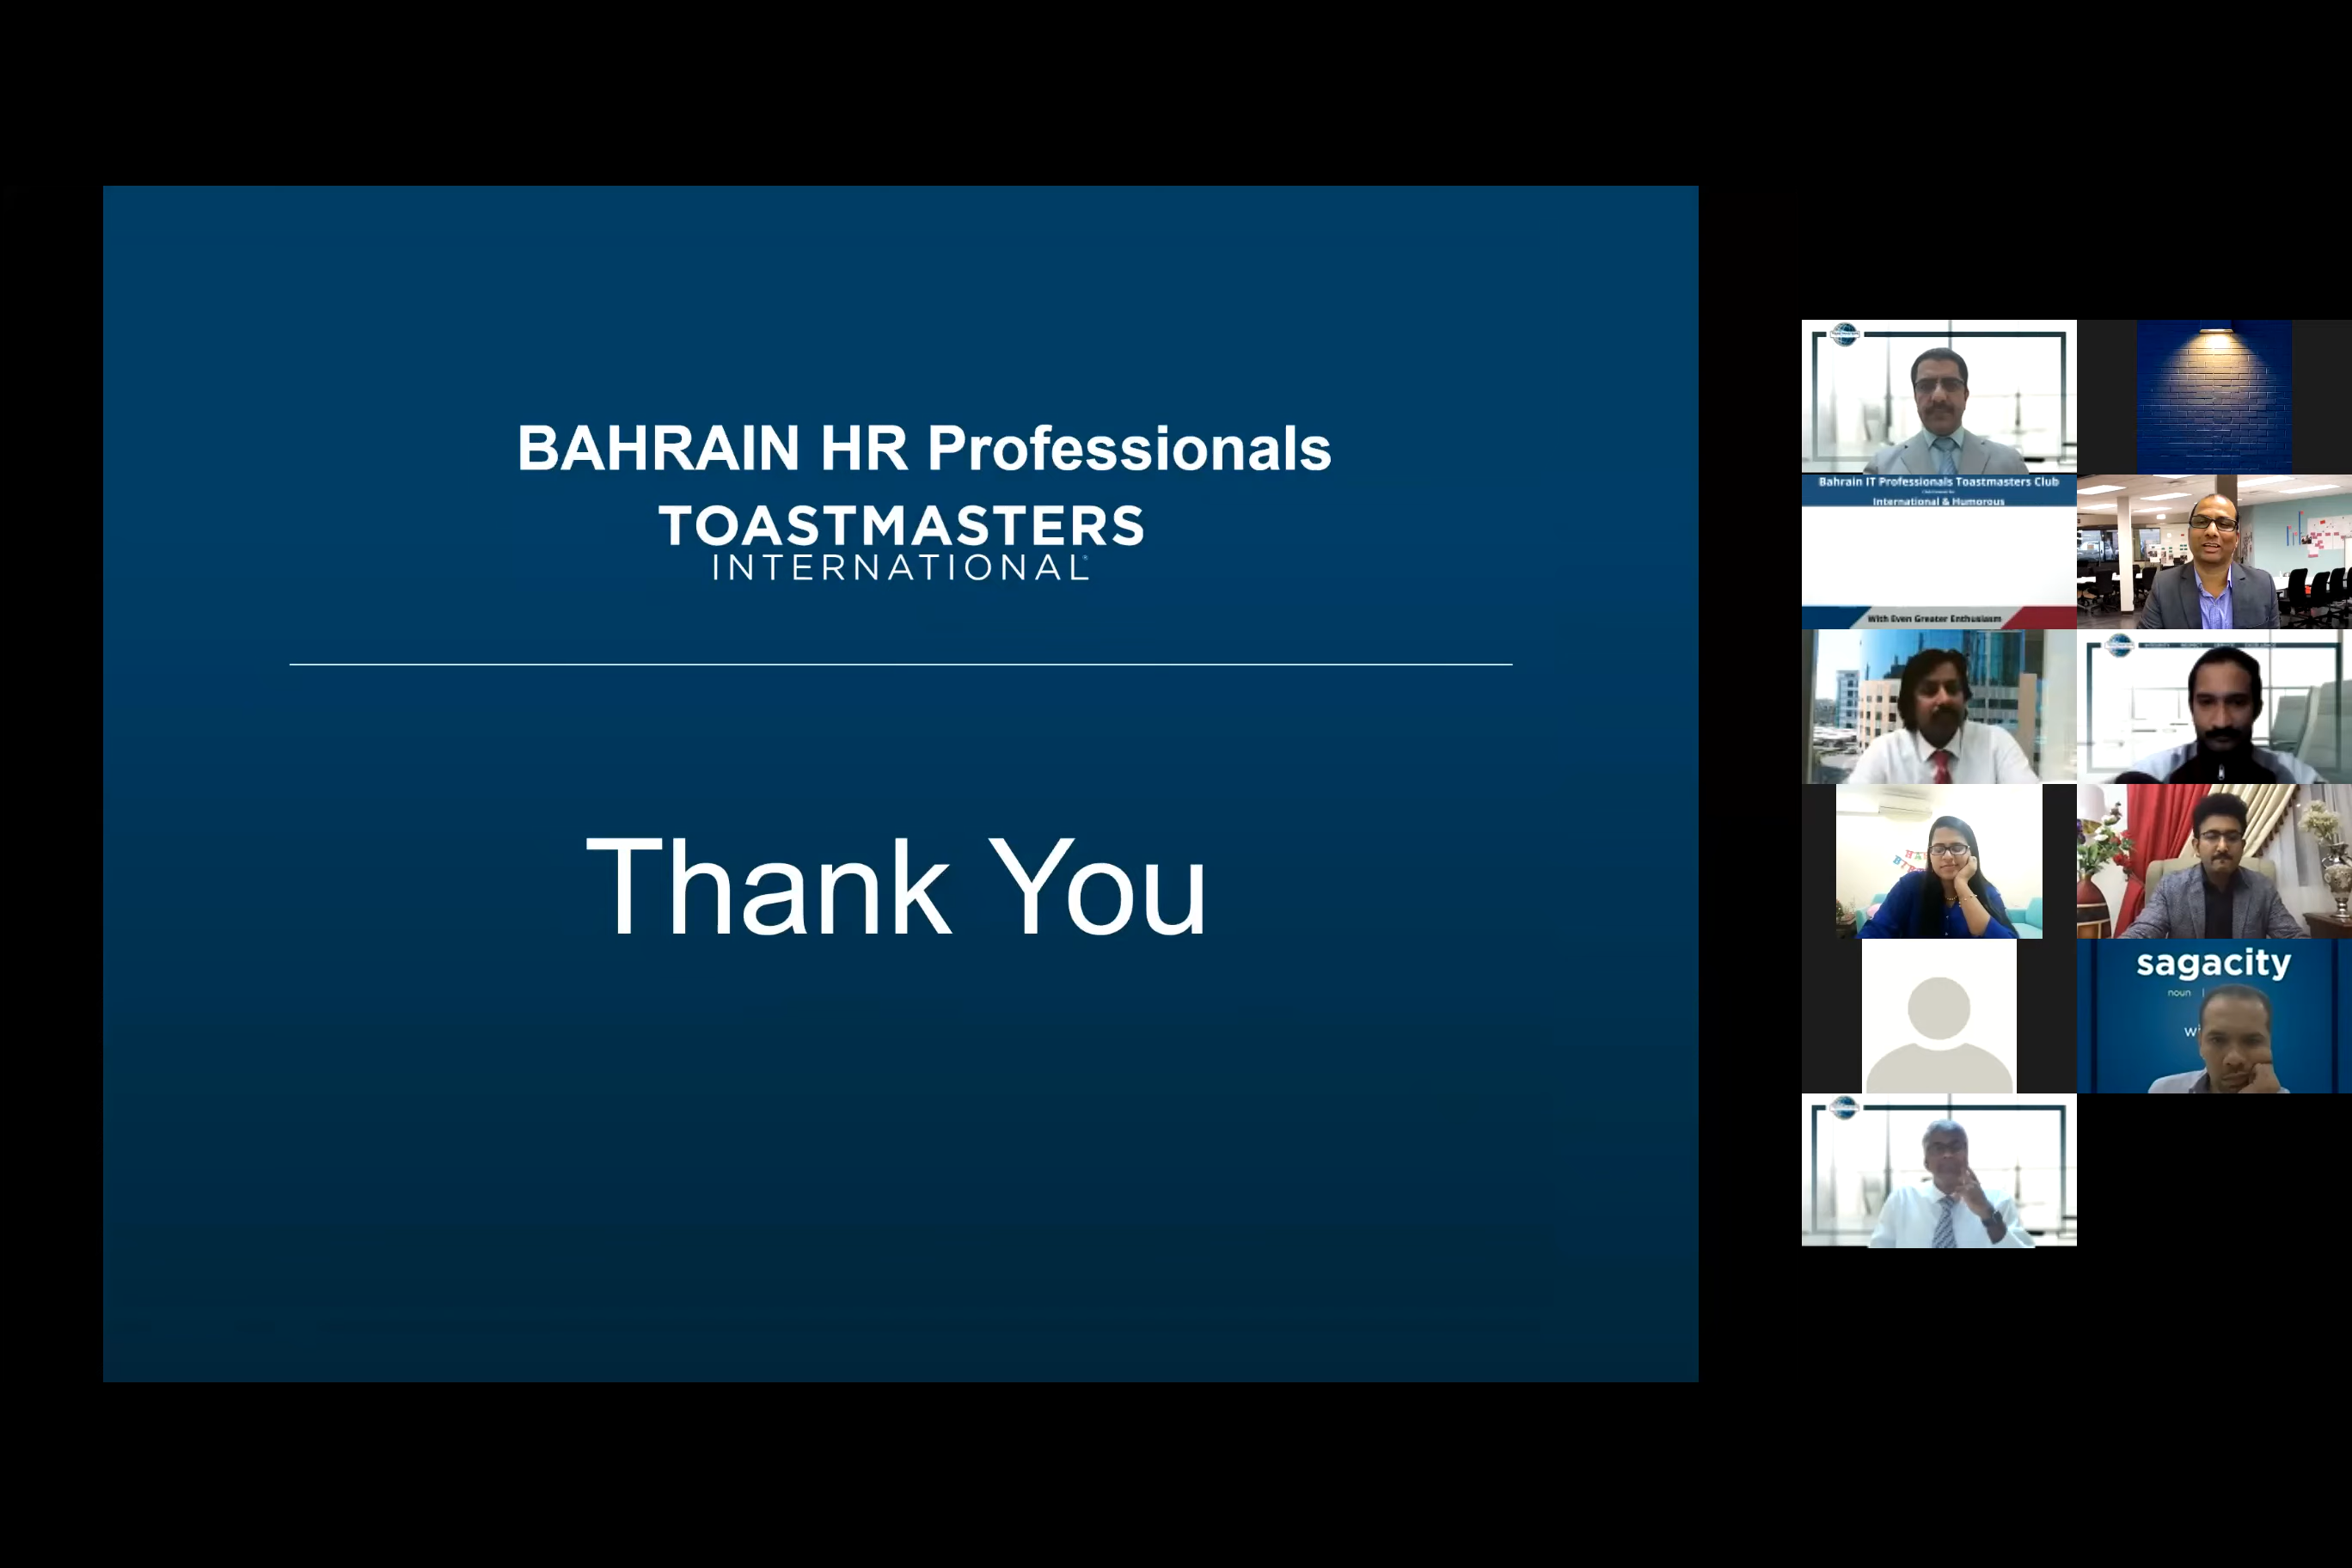 BAHRAIN HR Professionals
TOASTMASTERS
INTERNATIONAL
Thank You
Bahrain IT Professionals Toastmasters Club
International & Humorous
With Even Greater Enthusiasm
sagacity
noun |